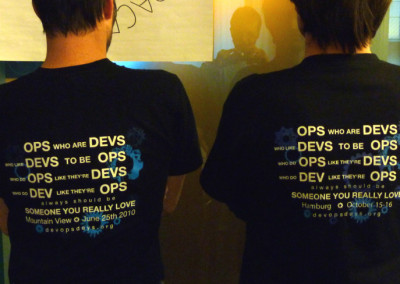 OPS WHO ARE DEVS
WHO LIKE DEVS TO BE OPS
WHO DO OPS LIKE THEY'RE DEVS
WHO DO DEV LIKE THEY'RE OPS
always should be
SOMEONE YOU REALLY LOVE
Mountain View June 25th 2010
devopsdays.org
OPS WHO ARE DEVS
WHO LIKE DEVS TO BE OPS
WHO DO OPS LIKE THEY'RE DEVS
WHO DO DEV LIKE THEY'RE OPS
always should be
SOMEONE YOU REALLY LOVE
Hamburg October 15-16
devopsdays.org